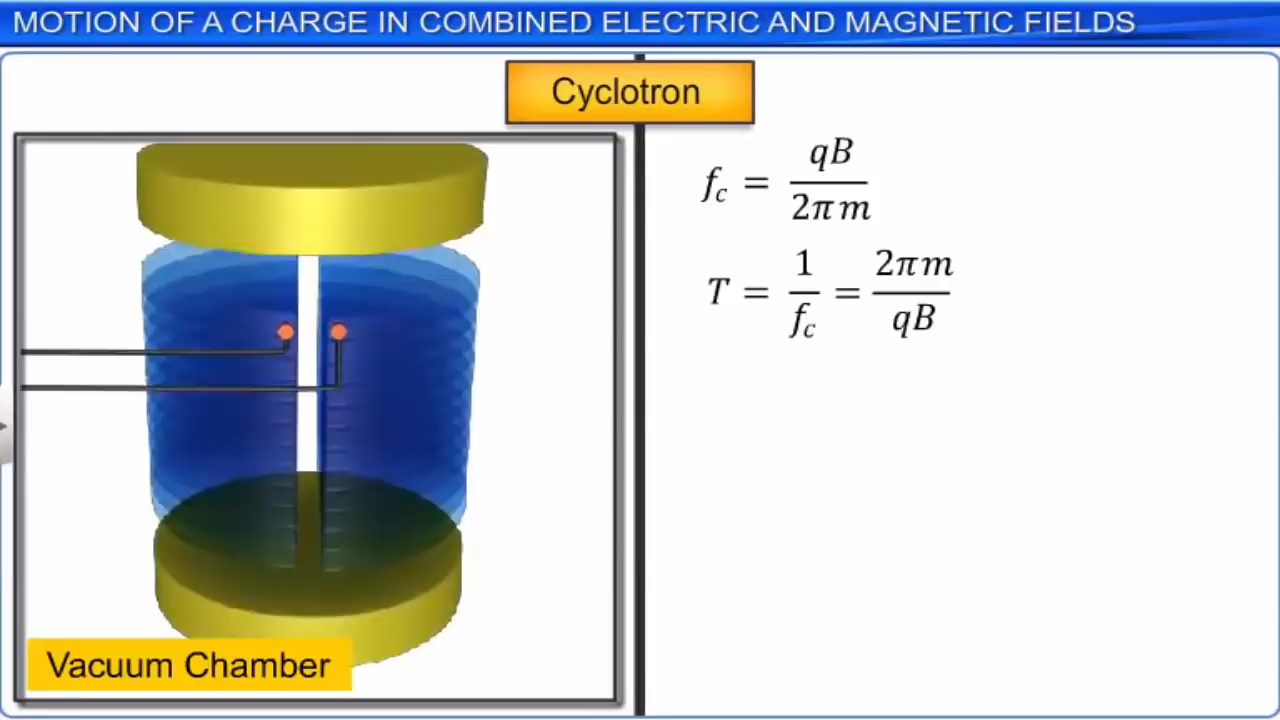 MOTION OF A CHARGE IN COMBINED ELECTRIC AND MAGNETIC FIELDS
Cyclotron
f_c = qB / 2πm
T = 1 / f_c = 2πm / qB
Vacuum Chamber